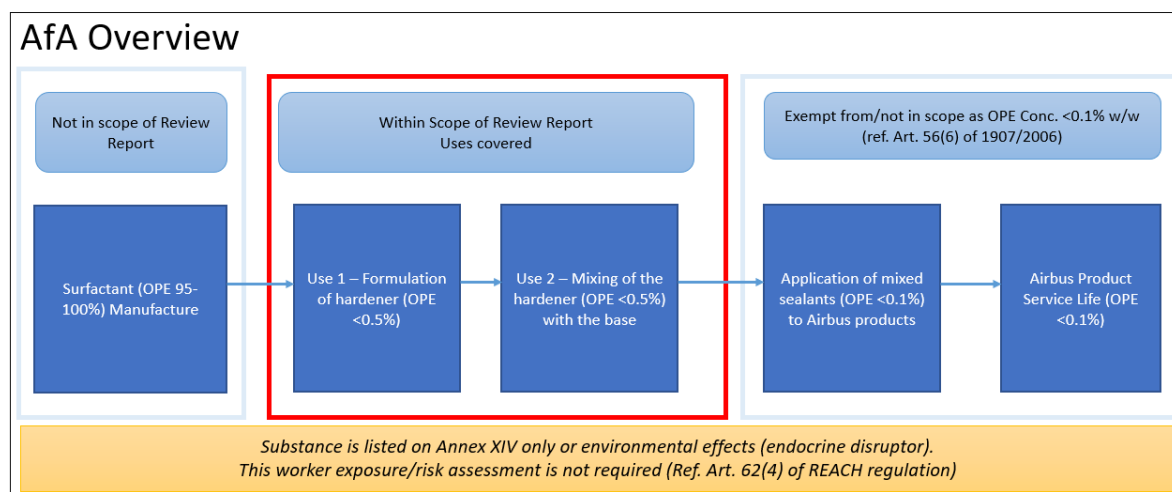 AfA Overview
Not in scope of Review
Report
Within Scope of Review Report
Uses covered
Exempt from/not in scope as OPE Conc. <0.1% w/w
(ref. Art. 56(6) of 1907/2006)
Surfactant (OPE 95-
100%) Manufacture
Use 1 – Formulation
of hardener (OPE
<0.5%)
Use 2 – Mixing of the
hardener (OPE <0.5%)
with the base
Application of mixed
sealants (OPE <0.1%)
to Airbus products
Airbus Product
Service Life (OPE
<0.1%)
Substance is listed on Annex XIV only or environmental effects (endocrine disruptor).
This worker exposure/risk assessment is not required (Ref. Art. 62(4) of REACH regulation)